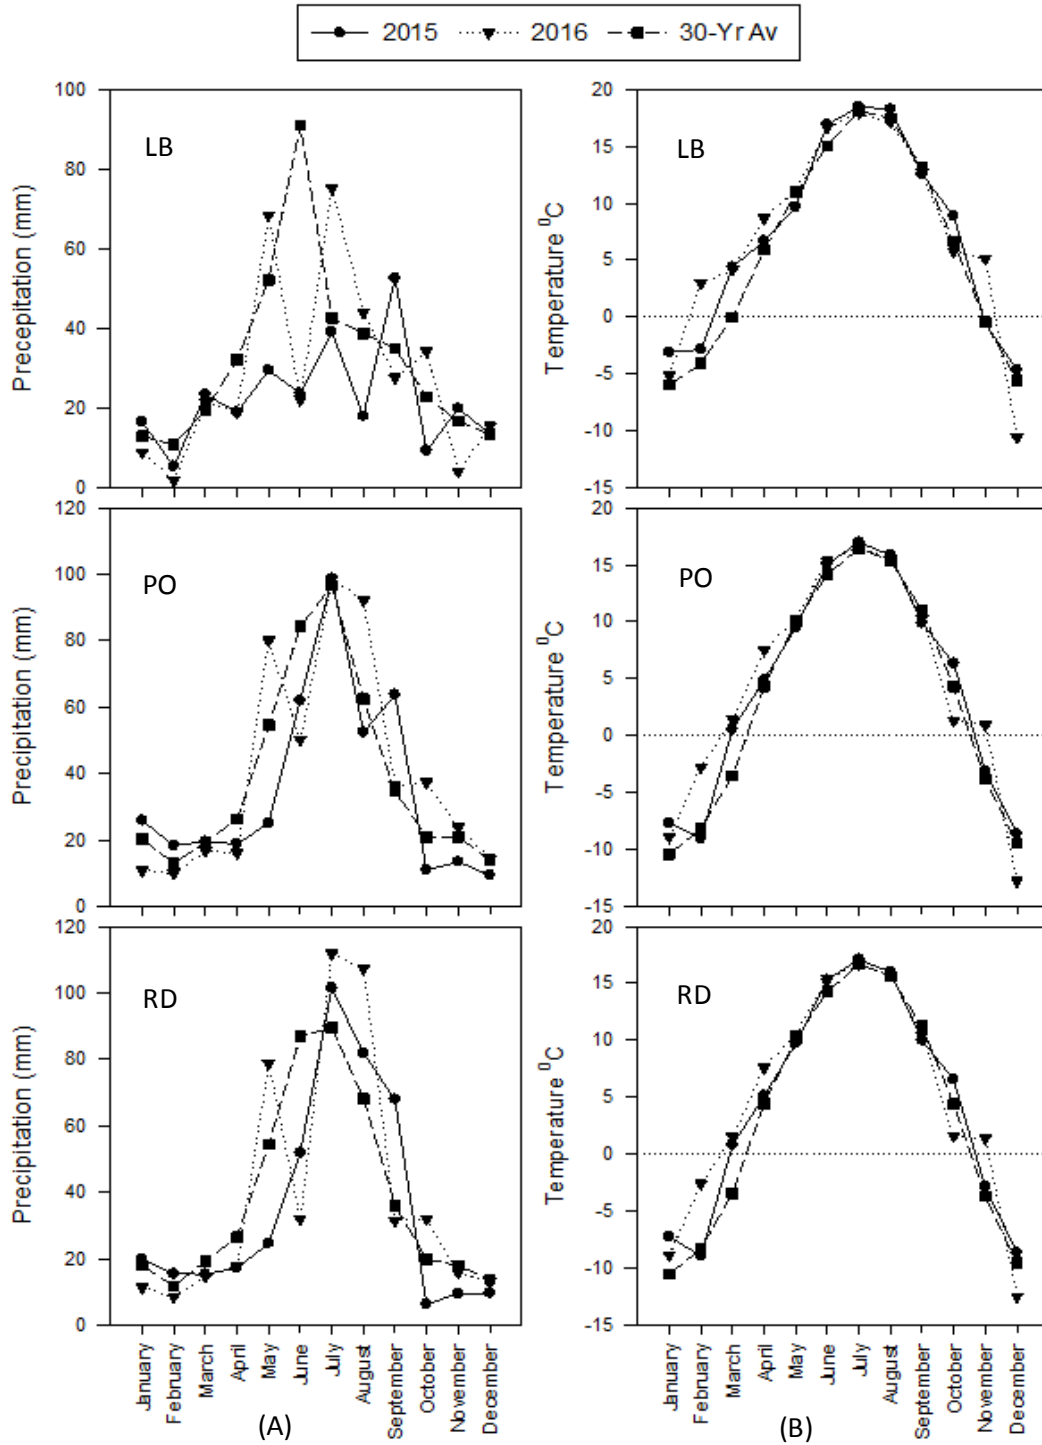 2015 2016 30-Yr Av
LB
Precepitation (mm)
100
80
60
40
20
0
LB
Temperature ⁰C
20
15
10
5
0
-5
-10
-15
PO
Precipitation (mm)
120
100
80
60
40
20
0
PO
Temperature ⁰C
20
15
10
5
0
-5
-10
-15
RD
Precipitation (mm)
120
100
80
60
40
20
0
January
February
March
April
May
June
July
August
September
October
November
December
(A)
RD
Temperature ⁰C
20
15
10
5
0
-5
-10
-15
January
February
March
April
May
June
July
August
September
October
November
December
(B)